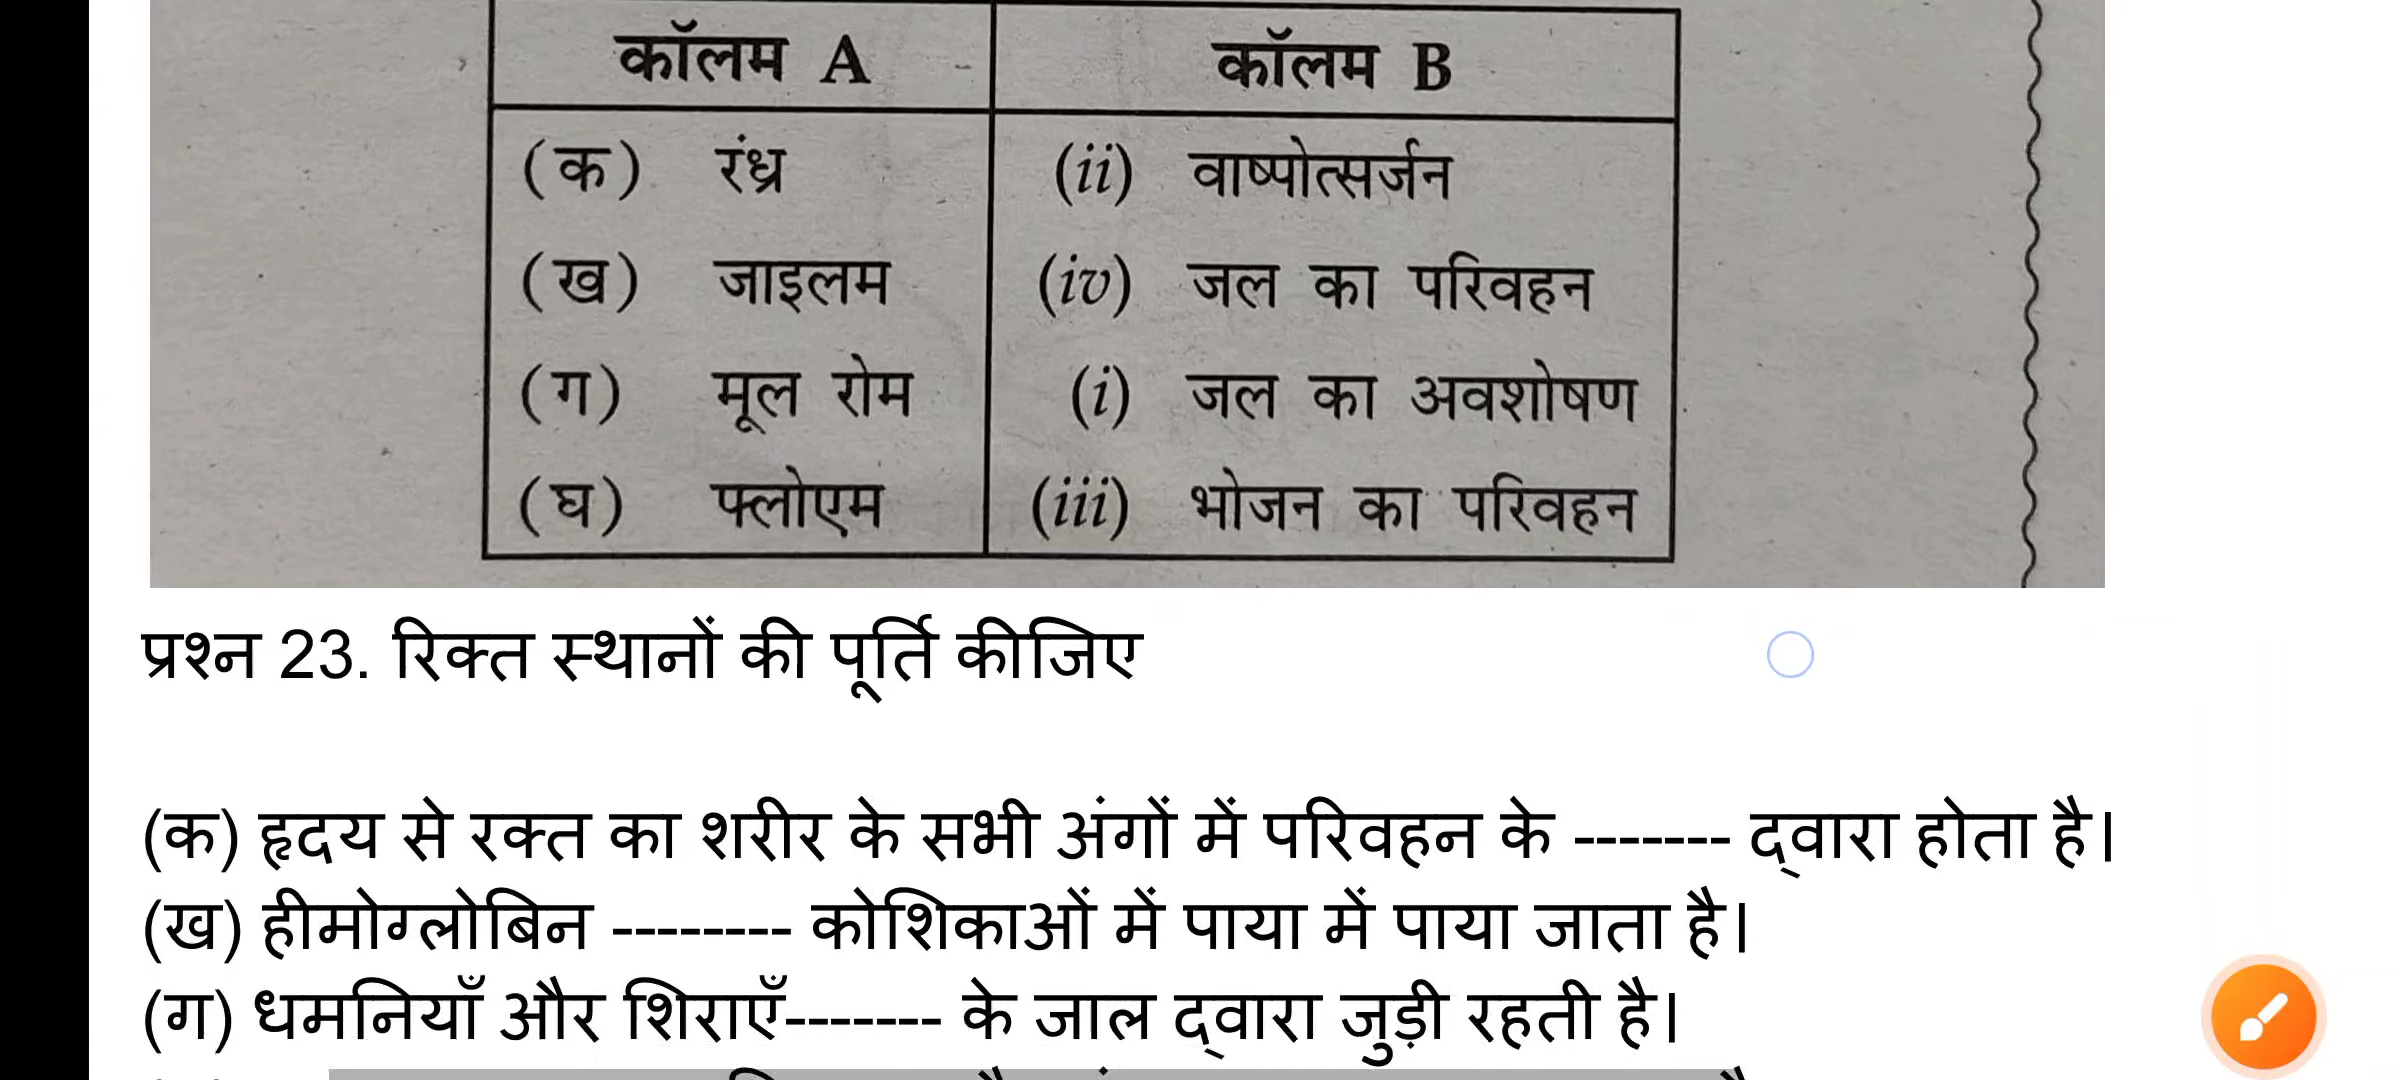 कॉलम A कॉलम B
(क) रंध्र (ii) वाष्पोत्सर्जन
(ख) जाइलम (iv) जल का परिवहन
(ग) मूल रोम (i) जल का अवशोषण
(घ) फ्लोएम (iii) भोजन का परिवहन
प्रश्न 23. रिक्त स्थानों की पूर्ति कीजिए
(क) हृदय से रक्त का शरीर के सभी अंगों में परिवहन के ------- द्वारा होता है।
(ख) हीमोग्लोबिन -------- कोशिकाओं में पाया में पाया जाता है।
(ग) धमनियाँ और शिराएँ------- के जाल द्वारा जुड़ी रहती है।